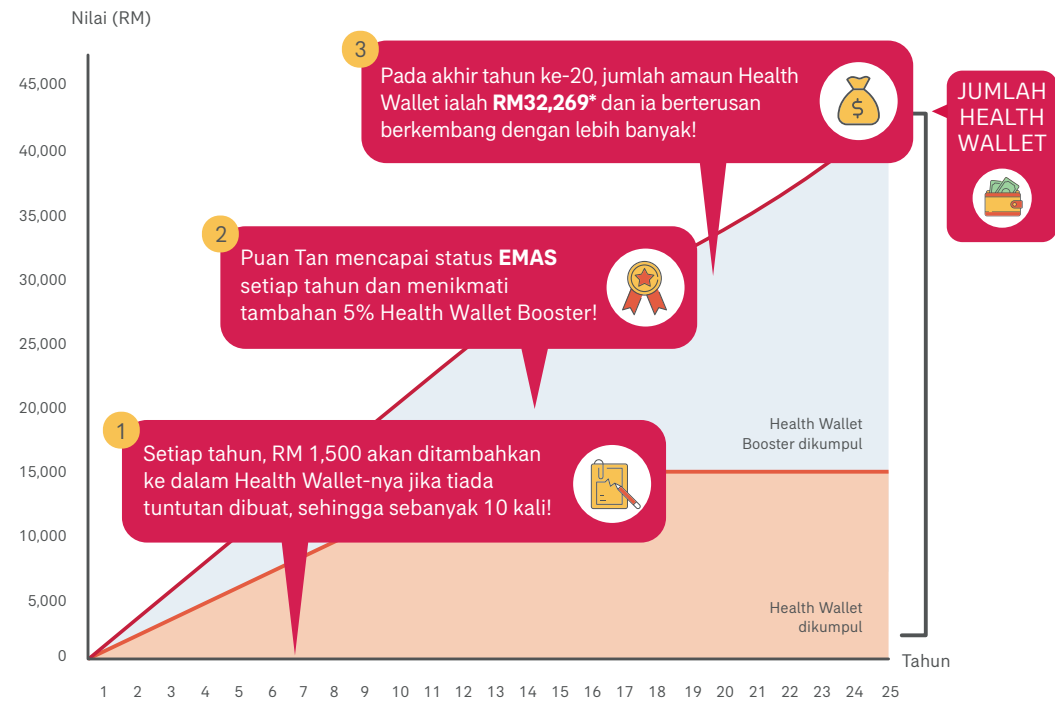 Nilai (RM)
45,000
40,000
35,000
30,000
25,000
20,000
15,000
10,000
5,000
0
3
Pada akhir tahun ke-20, jumlah amaun Health
Wallet ialah RM32,269* dan ia berterusan
berkembang dengan lebih banyak!
$
JUMLAH
HEALTH
WALLET
2
Puan Tan mencapai status EMAS
setiap tahun dan menikmati
tambahan 5% Health Wallet Booster!
1
Setiap tahun, RM 1,500 akan ditambahkan
ke dalam Health Wallet-nya jika tiada
tuntutan dibuat, sehingga sebanyak 10 kali!
Health Wallet
Booster dikumpul
Health Wallet
dikumpul
Tahun
1 2 3 4 5 6 7 8 9 10 11 12 13 14 15 16 17 18 19 20 21 22 23 24 25